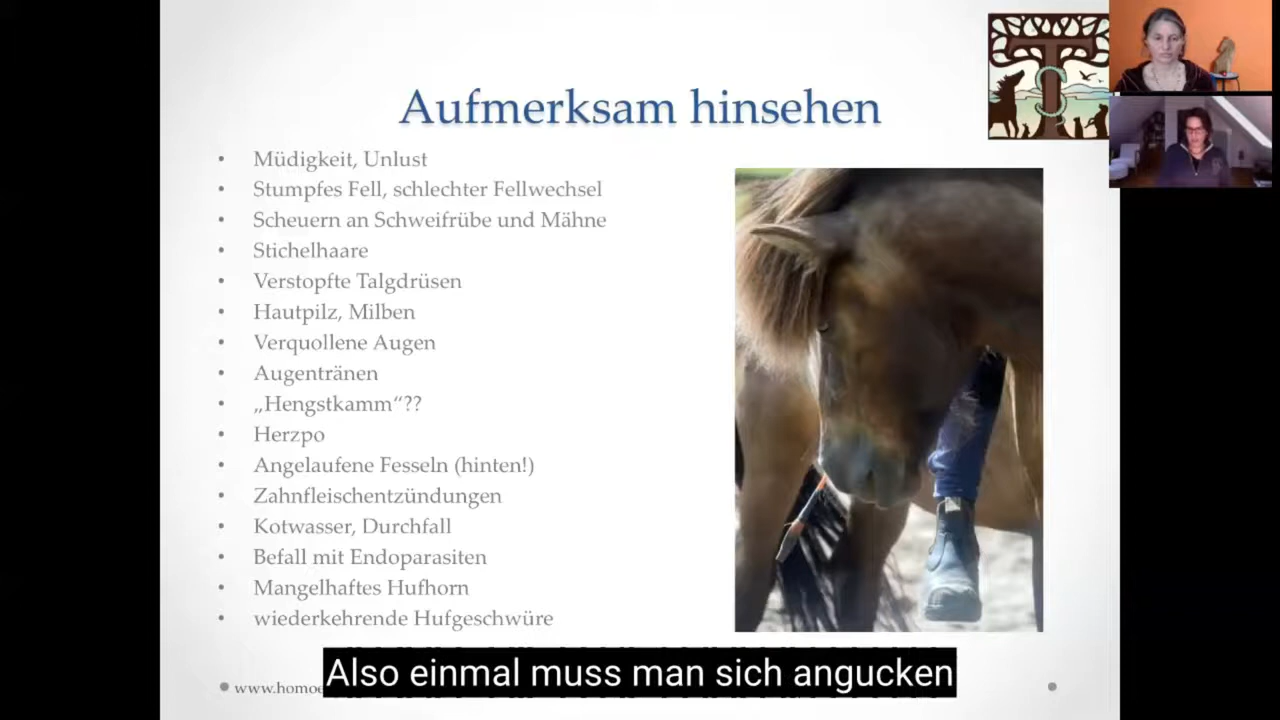 Aufmerksam hinsehen
• Müdigkeit, Unlust
• Stumpfes Fell, schlechter Fellwechsel
• Scheuern an Schweifrübe und Mähne
• Stichelhaare
• Verstopfte Talgdrüsen
• Hautpilz, Milben
• Verquollene Augen
• Augentränen
• „Hengstkamm“??
• Herzpo
• Angelaufene Fesseln (hinten!)
• Zahnfleischentzündungen
• Kotwasser, Durchfall
• Befall mit Endoparasiten
• Mangelhaftes Hufhorn
• wiederkehrende Hufgeschwüre
Also einmal muss man sich angucken